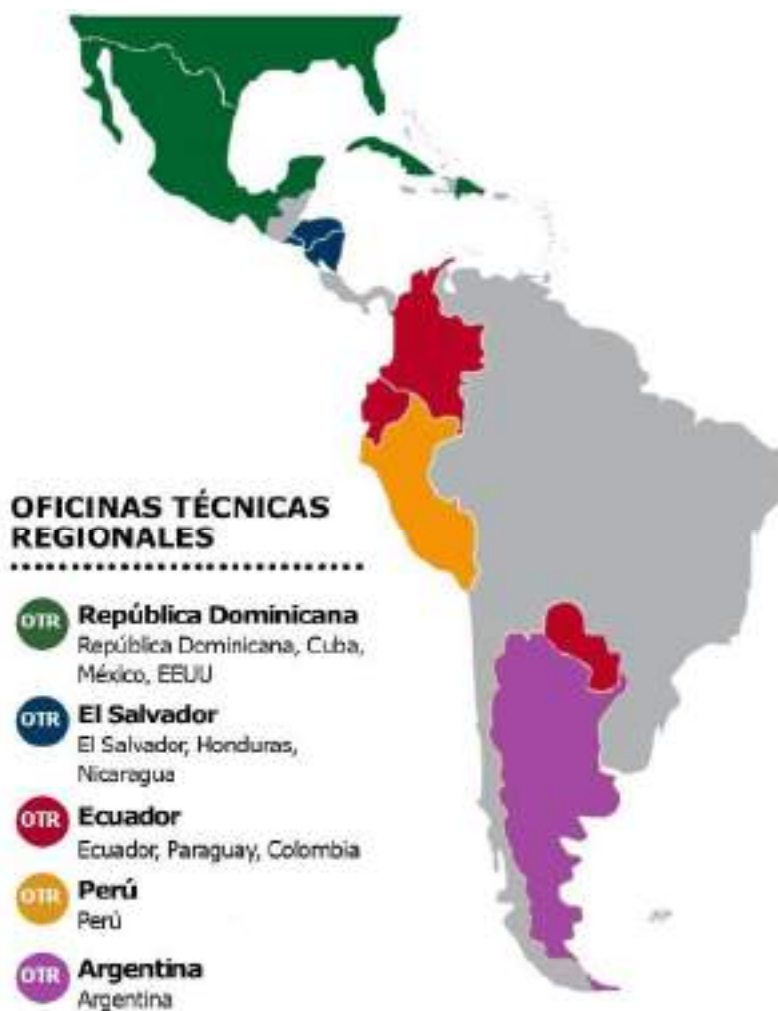 OFICINAS TÉCNICAS
REGIONALES
OTR República Dominicana
República Dominicana, Cuba,
México, EEUU
OTR El Salvador
El Salvador, Honduras,
Nicaragua
OTR Ecuador
Ecuador, Paraguay, Colombia
OTR Perú
Perú
OTR Argentina
Argentina